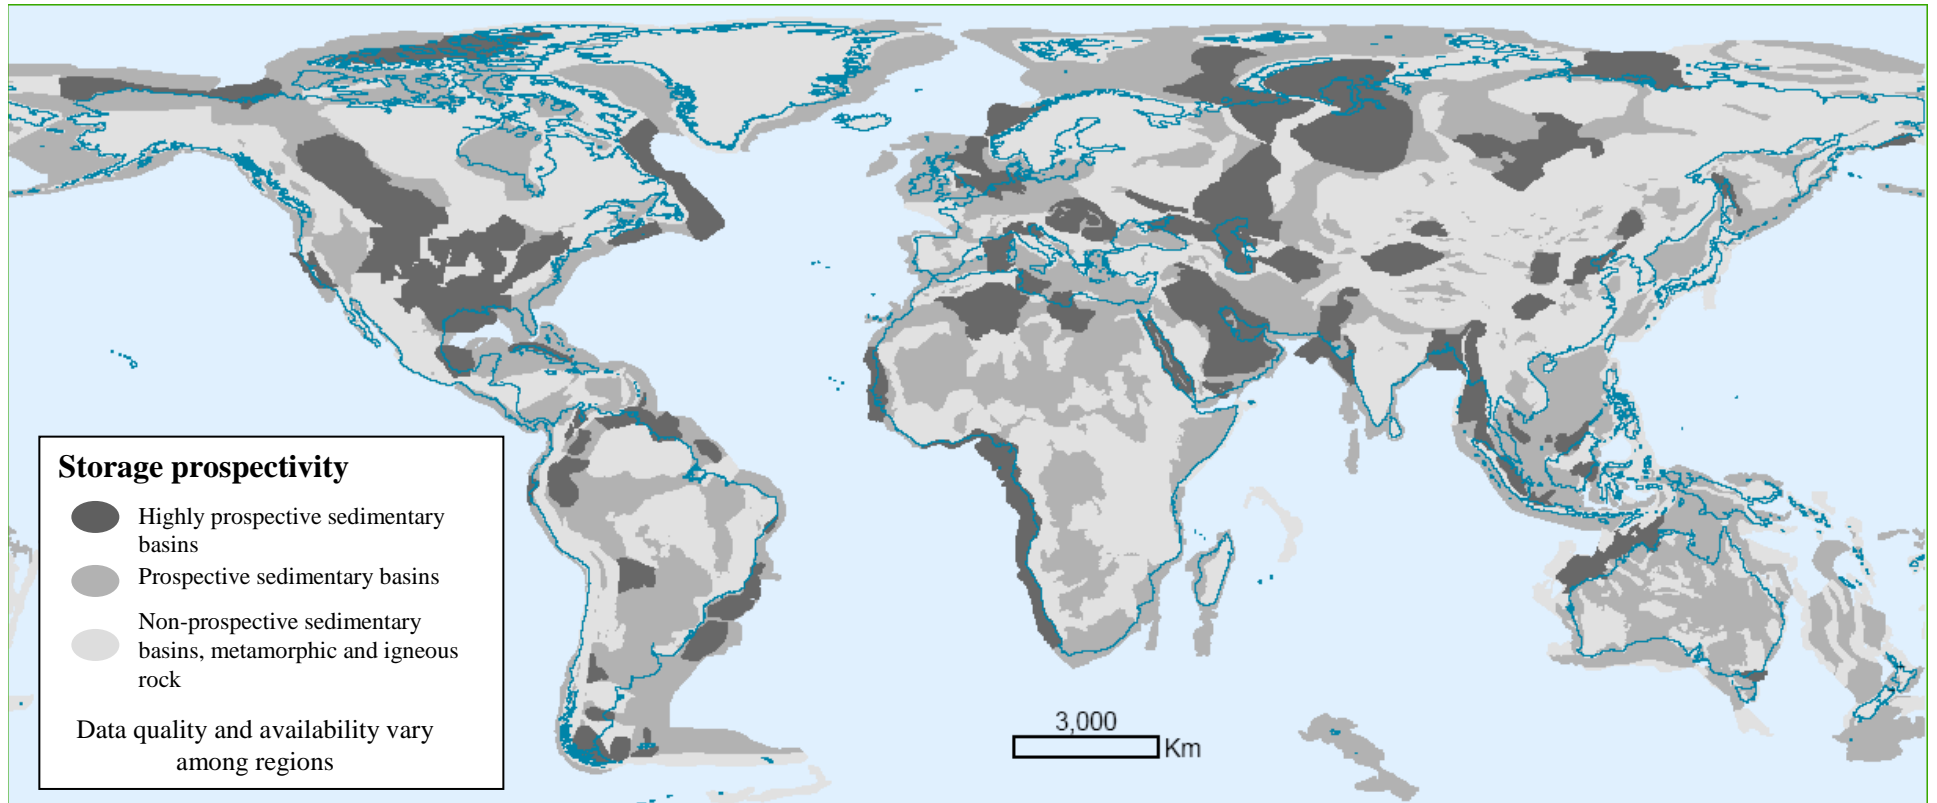 Storage prospectivity
Highly prospective sedimentary
basins
Prospective sedimentary basins
Non-prospective sedimentary
basins, metamorphic and igneous
rock
Data quality and availability vary
among regions
3,000
Km